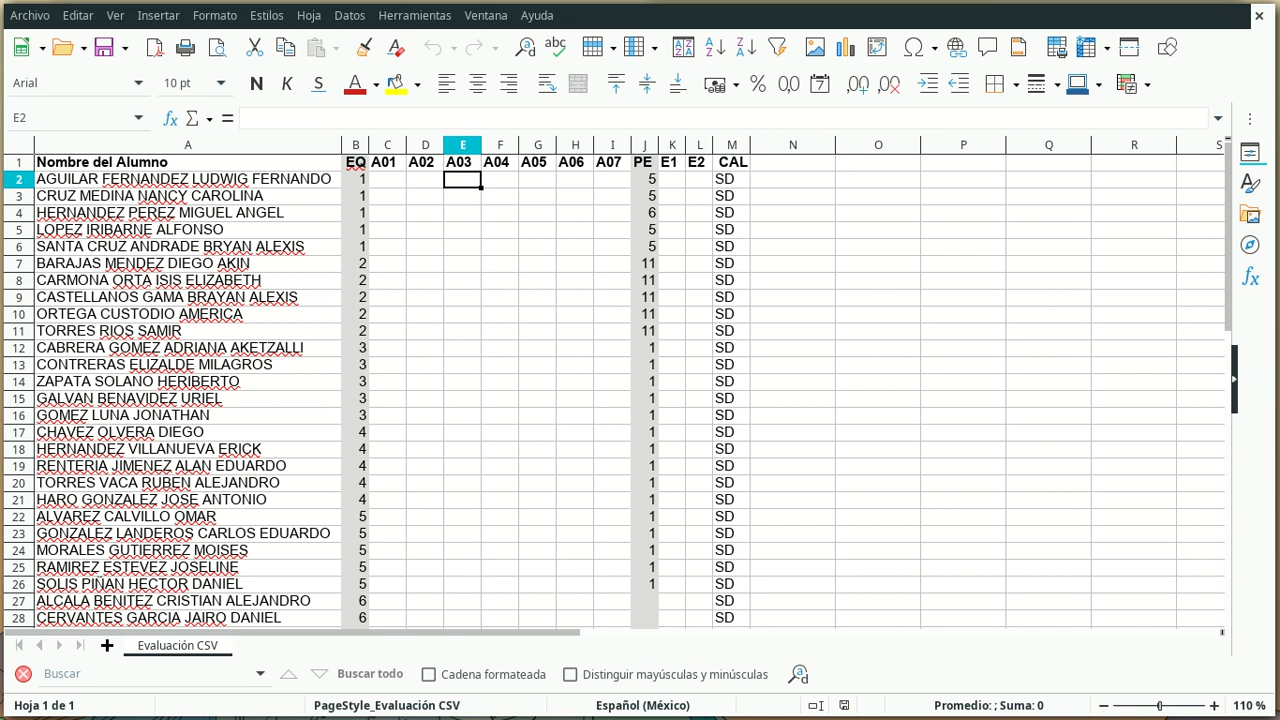 Archivo Editar Ver Insertar Formato Estilos Hoja Datos Herramientas Ventana Ayuda
Arial 10 pt N K S
E2
A B C D E F G H I J K L M N O P Q R S
1 Nombre del Alumno EQ A01 A02 A03 A04 A05 A06 A07 PE E1 E2 CAL
2 AGUILAR FERNANDEZ LUDWIG FERNANDO 1 5 SD
3 CRUZ MEDINA NANCY CAROLINA 1 5 SD
4 HERNANDEZ PEREZ MIGUEL ANGEL 1 6 SD
5 LOPEZ IRIBARNE ALFONSO 1 5 SD
6 SANTA CRUZ ANDRADE BRYAN ALEXIS 1 5 SD
7 BARAJAS MENDEZ DIEGO AKIN 2 11 SD
8 CARMONA ORTA ISIS ELIZABETH 2 11 SD
9 CASTELLANOS GAMA BRAYAN ALEXIS 2 11 SD
10 ORTEGA CUSTODIO AMERICA 2 11 SD
11 TORRES RIOS SAMIR 2 11 SD
12 CABRERA GOMEZ ADRIANA AKETZALLI 3 1 SD
13 CONTRERAS ELIZALDE MILAGROS 3 1 SD
14 ZAPATA SOLANO HERIBERTO 3 1 SD
15 GALVAN BENAVIDEZ URIEL 3 1 SD
16 GOMEZ LUNA JONATHAN 3 1 SD
17 CHAVEZ OLVERA DIEGO 4 1 SD
18 HERNANDEZ VILLANUEVA ERICK 4 1 SD
19 RENTERIA JIMENEZ ALAN EDUARDO 4 1 SD
20 TORRES VACA RUBEN ALEJANDRO 4 1 SD
21 HARO GONZALEZ JOSE ANTONIO 4 1 SD
22 ALVAREZ CALVILLO OMAR 5 1 SD
23 GONZALEZ LANDEROS CARLOS EDUARDO 5 1 SD
24 MORALES GUTIERREZ MOISES 5 1 SD
25 RAMIREZ ESTEVEZ JOSELINE 5 1 SD
26 SOLIS PIÑAN HECTOR DANIEL 5 1 SD
27 ALCALA BENITEZ CRISTIAN ALEJANDRO 6 SD
28 CERVANTES GARCIA JAIRO DANIEL 6 SD
Evaluación CSV
Buscar Buscar todo Cadena formateada Distinguir mayúsculas y minúsculas
Hoja 1 de 1 PageStyle_Evaluación CSV Español (México) Promedio: ; Suma: 0 110 %